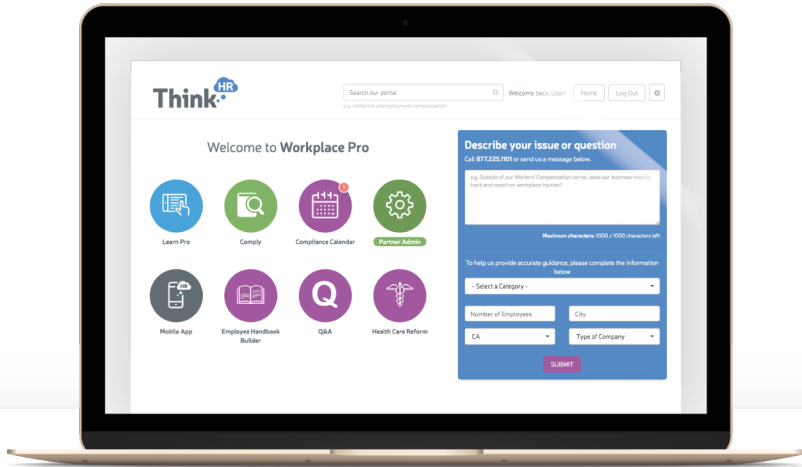 Think HR
Search our portal
e.g. california unemployment compensation
Welcome back, User!
Home
Log Out
Welcome to Workplace Pro
Learn Pro
Comply
1
Compliance Calendar
Partner Admin
HR
Mobile App
Employee Handbook
Builder
Q
Q&A
Health Care Reform
Describe your issue or question
Call 877.225.1101 or send us a message below.
e.g. Outside of our Workers' Compensation carrier, does our business need to
track and report on workplace injuries?
Maximum characters: 1000 / 1000 characters left
To help us provide accurate guidance, please complete the information
below
- Select a Category -
Number of Employees
City
CA
Type of Company
SUBMIT